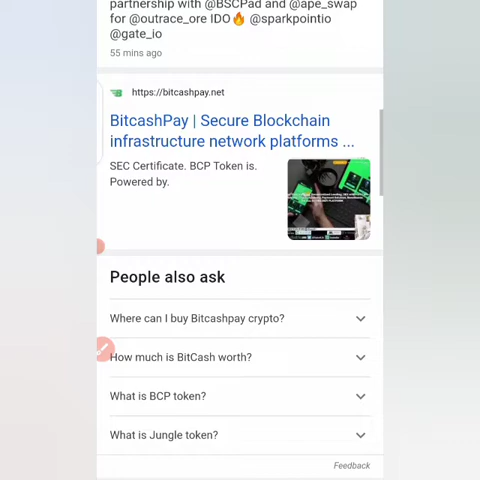 partnership with @BSCPad and @ape_swap
for @outrace_ore IDO🔥 @sparkpointio
@gate_io
55 mins ago
https://bitcashpay.net
BitcashPay | Secure Blockchain
infrastructure network platforms ...
SEC Certificate. BCP Token is.
Powered by.
People also ask
Where can I buy Bitcashpay crypto?
How much is BitCash worth?
What is BCP token?
What is Jungle token?
Feedback